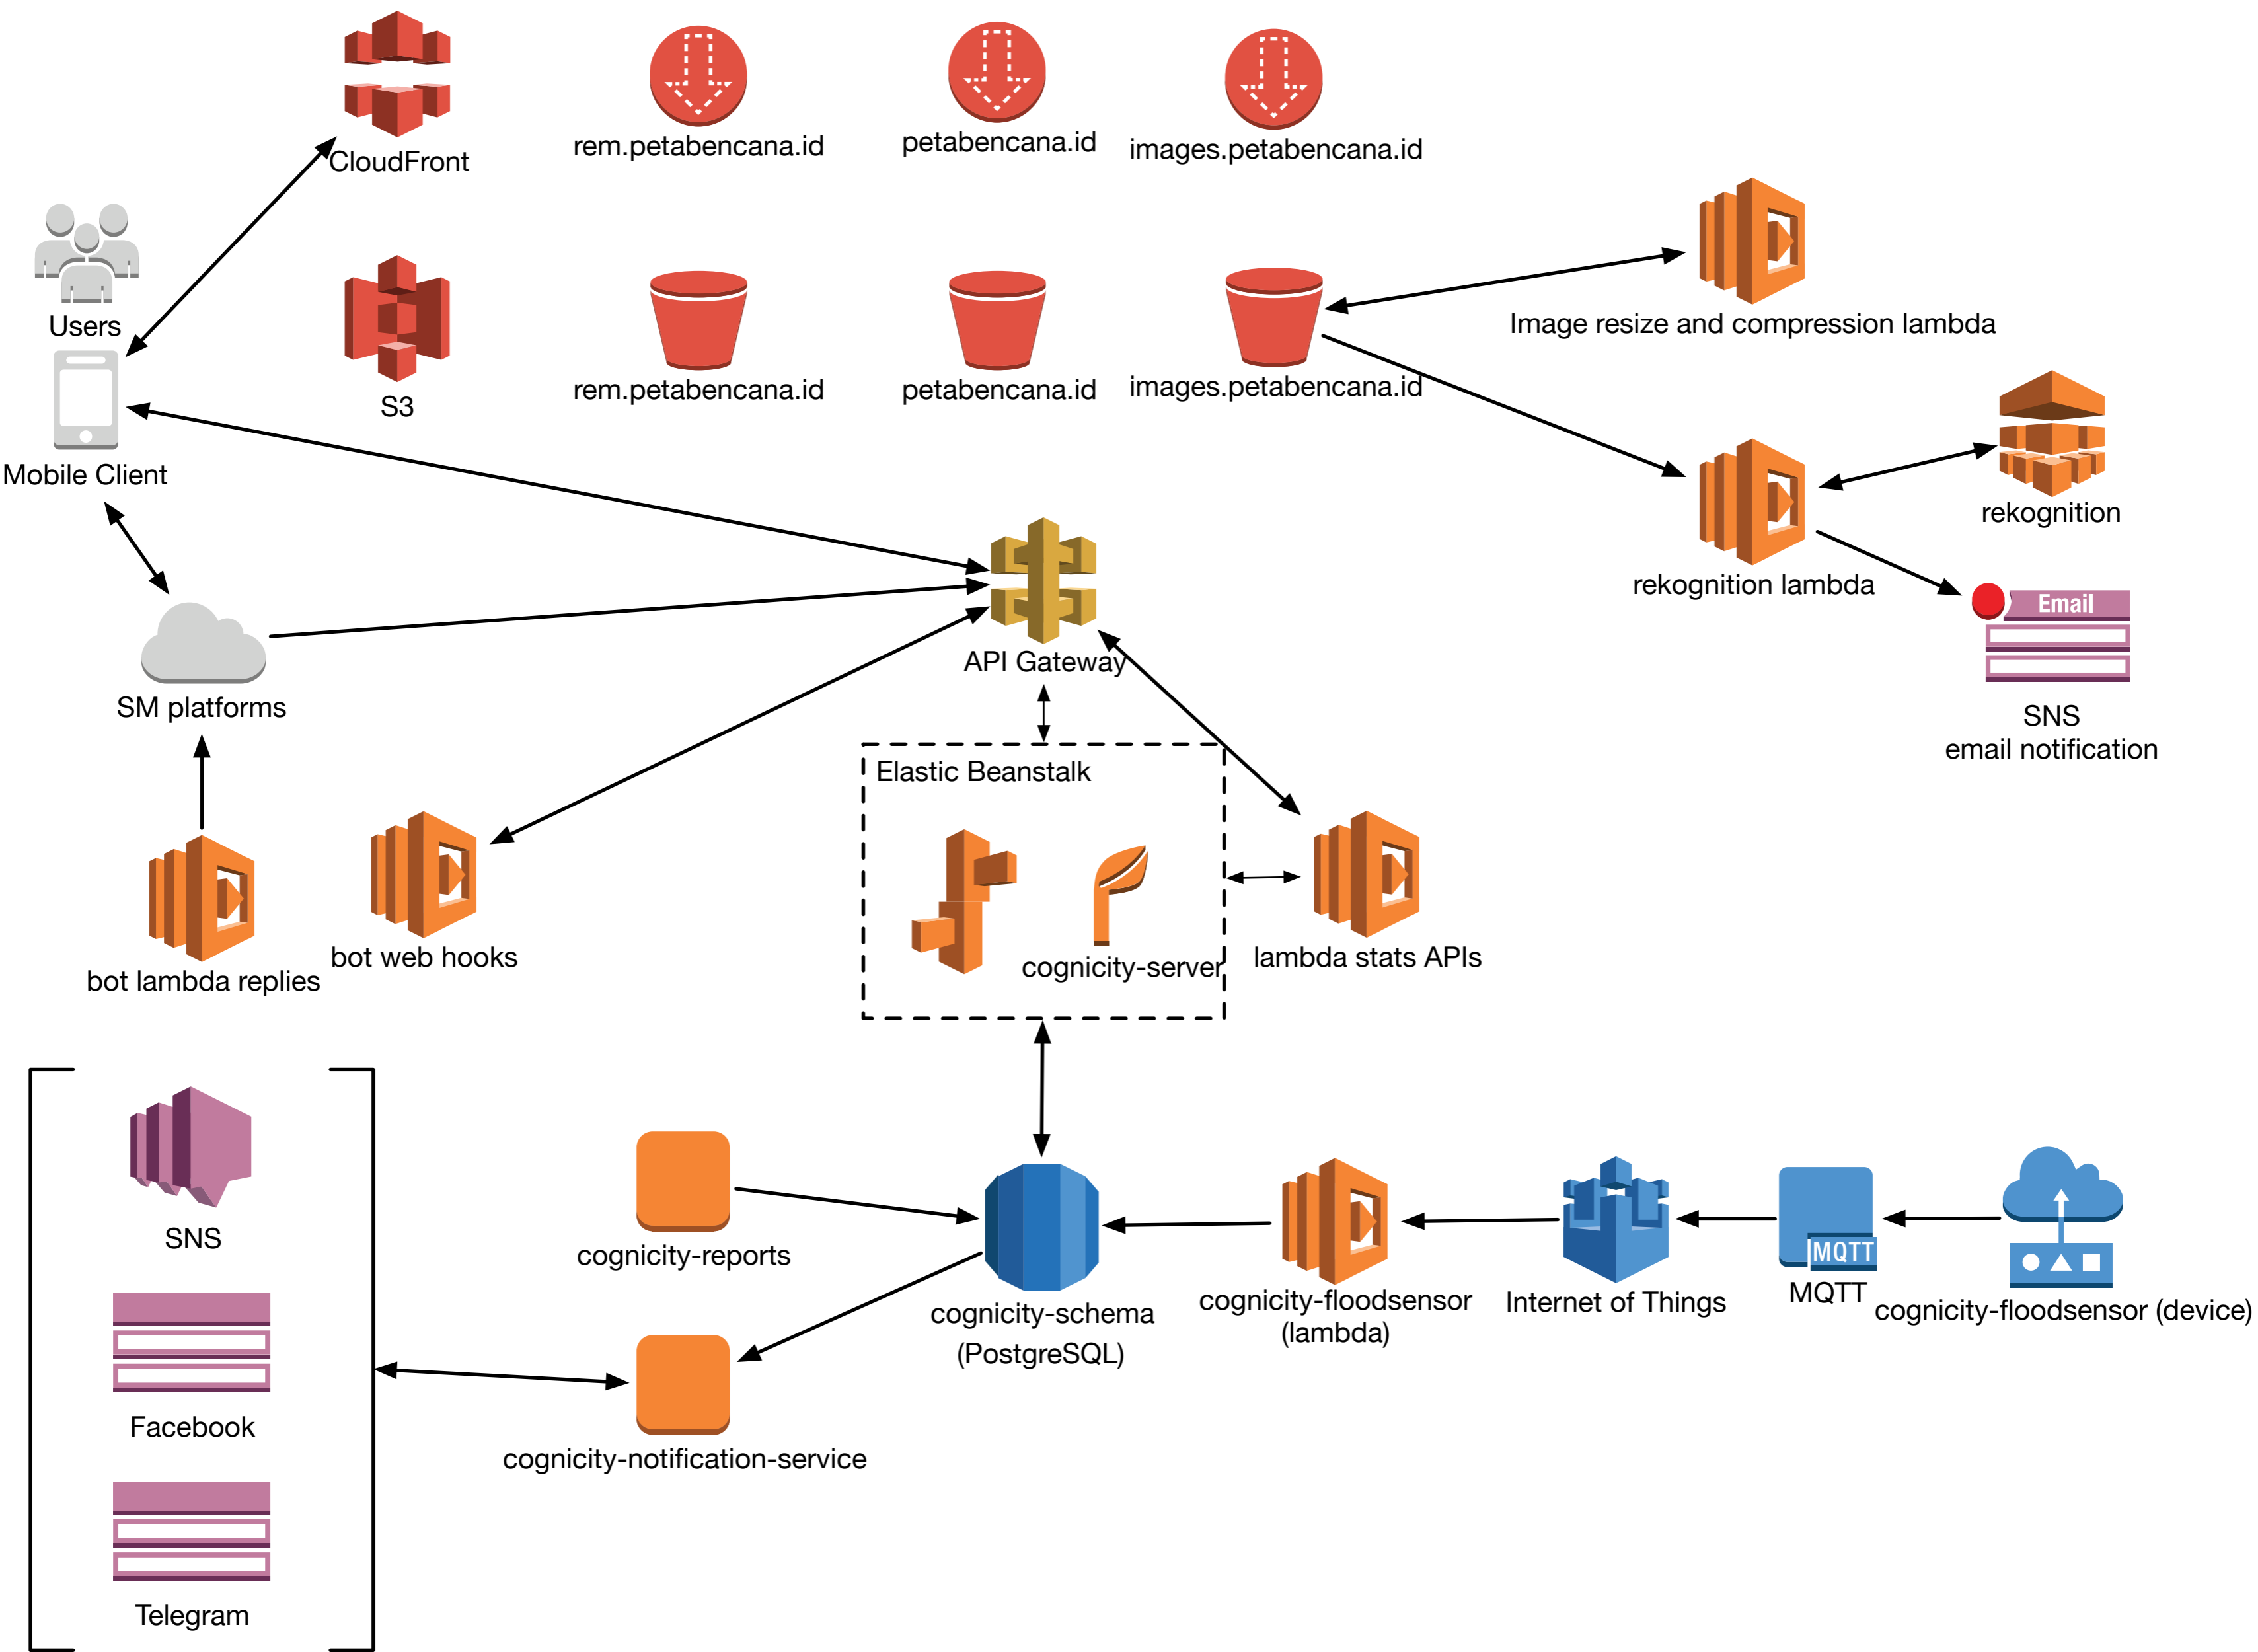 CloudFront
rem.petabencana.id
petabencana.id
images.petabencana.id
Users
S3
rem.petabencana.id
petabencana.id
images.petabencana.id
Image resize and compression lambda
Mobile Client
rekognition
rekognition lambda
Email
SNS
email notification
API Gateway
SM platforms
Elastic Beanstalk
bot lambda replies
bot web hooks
cognicity-server
lambda stats APIs
SNS
Facebook
Telegram
cognicity-reports
cognicity-notification-service
cognicity-schema
(PostgreSQL)
cognicity-floodsensor
(lambda)
Internet of Things
MQTT
MQTT
cognicity-floodsensor (device)